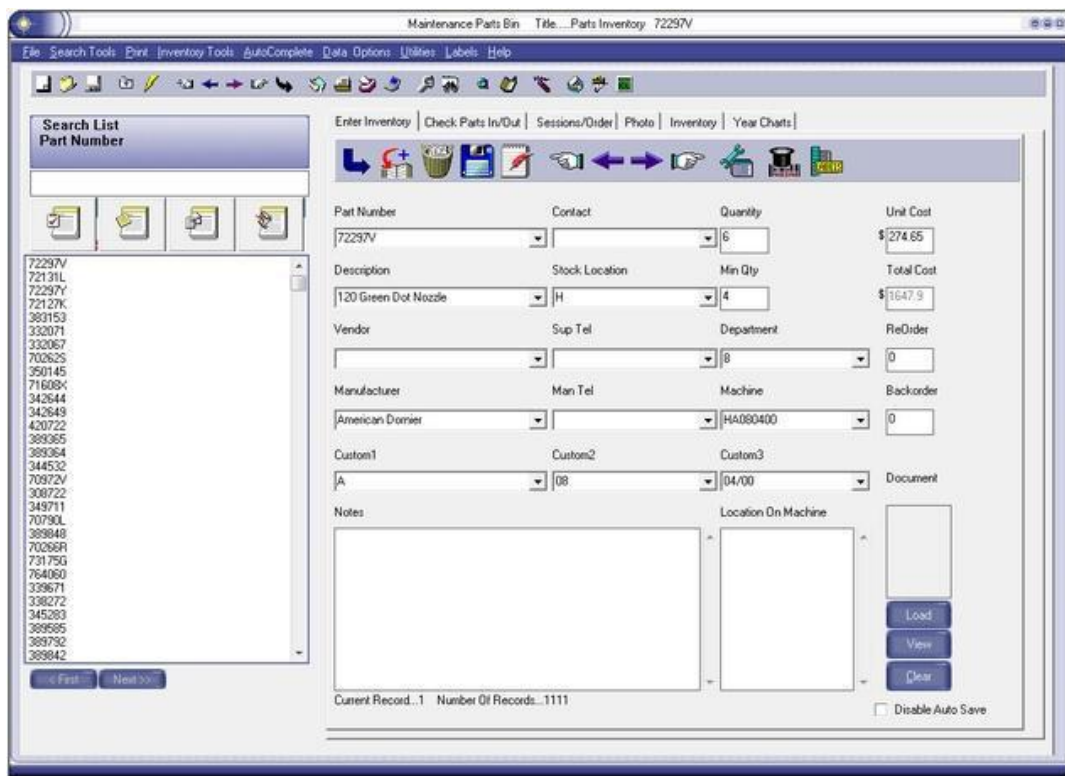 Maintenance Parts Bin Title....Parts Inventory 72297V
File Search Tools Print Inventory Tools AutoComplete Data Options Utilities Labels Help
Search List
Part Number
72297V
72131L
72297Y
72127K
383153
332071
332067
70262S
350145
71608X
342644
342649
420722
389365
389364
344532
70972V
308722
349711
70790L
389848
70266R
73175G
764060
339671
338272
345283
389585
389792
389842
< First Next >>
Enter Inventory Check Parts In/Out Sessions/Order Photo Inventory Year Charts
Part Number Contact Quantity Unit Cost
72297V 6 $ 274.65
Description Stock Location Min Qty Total Cost
120 Green Dot Nozzle H 4 $ 1647.9
Vendor Sup Tel Department ReOrder
8 0
Manufacturer Man Tel Machine Backorder
American Dornier HA080400 0
Custom1 Custom2 Custom3 Document
A 08 04/00
Notes Location On Machine
Load
View
Clear
Current Record...1 Number Of Records...1111
Disable Auto Save